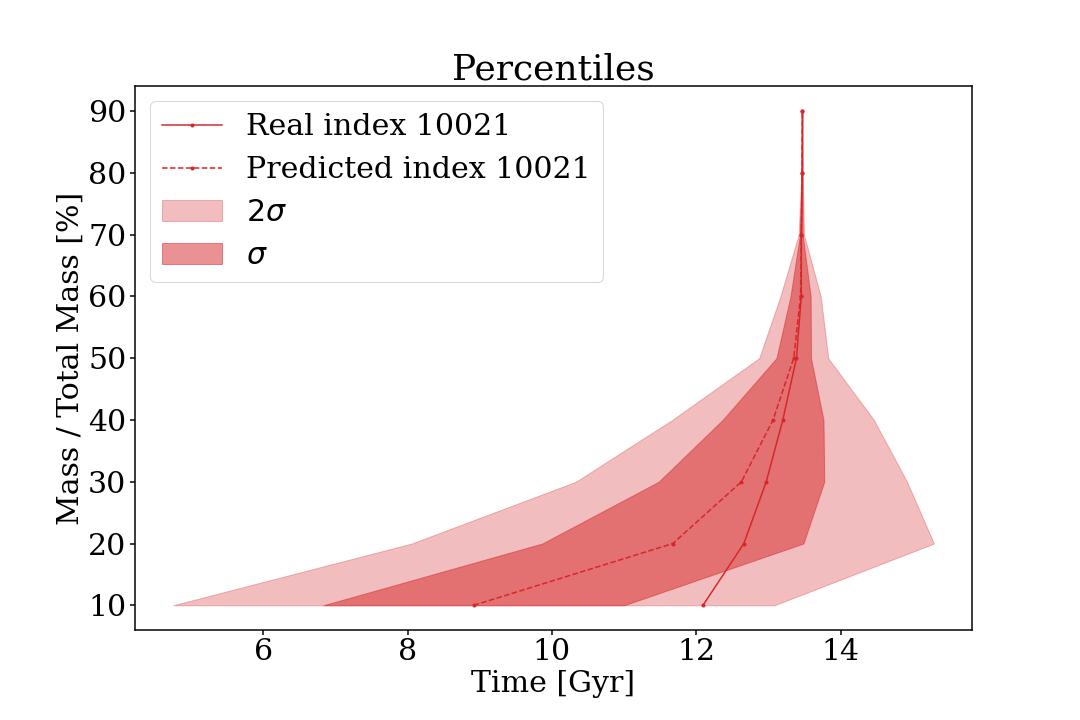 Percentiles
Real index 10021
Predicted index 10021
2σ
σ
Mass / Total Mass [%]
90
80
70
60
50
40
30
20
10
6 8 10 12 14
Time [Gyr]